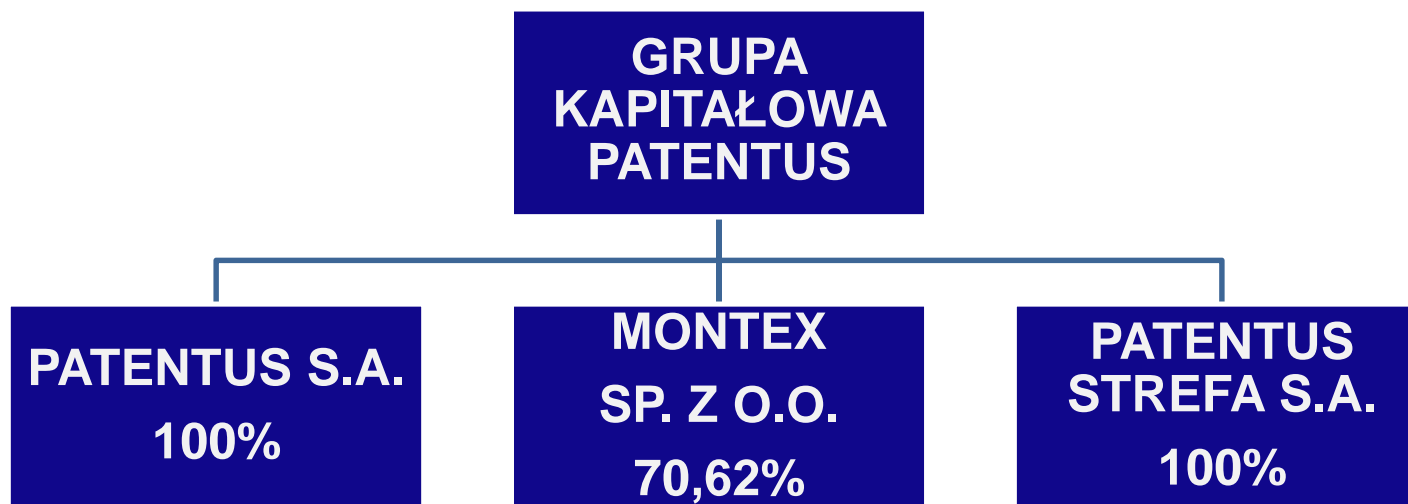 GRUPA
KAPITAŁOWA
PATENTUS
PATENTUS S.A.
100%
MONTEX
SP. Z O.O.
70,62%
PATENTUS
STREFA S.A.
100%